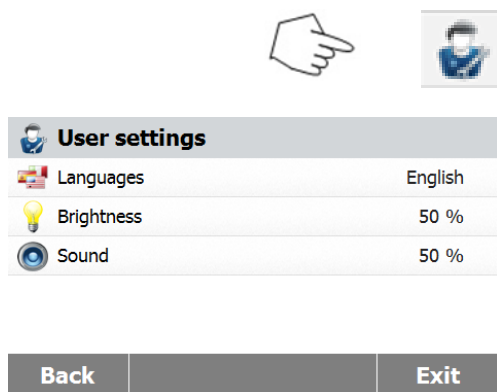 User settings
Languages English
Brightness 50 %
Sound 50 %
Back Exit